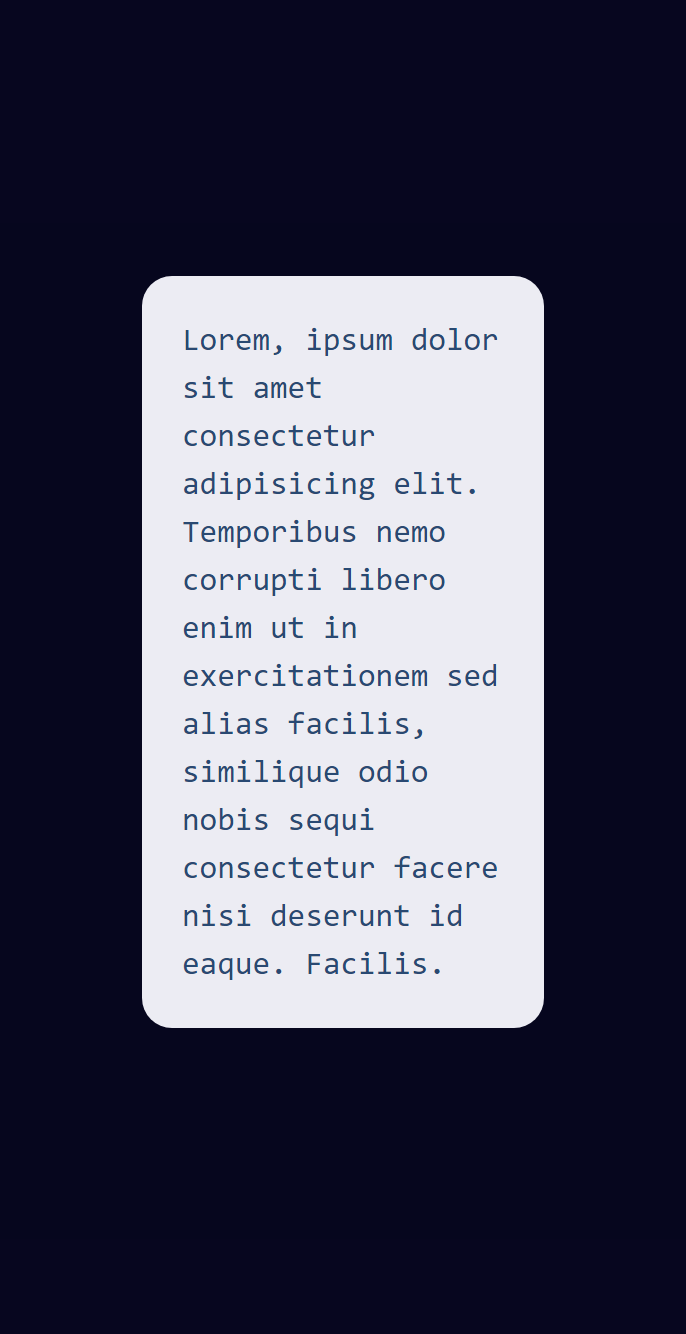 Lorem, ipsum dolor
sit amet
consectetur
adipisicing elit.
Temporibus nemo
corrupti libero
enim ut in
exercitationem sed
alias facilis,
similique odio
nobis sequi
consectetur facere
nisi deserunt id
eaque. Facilis.